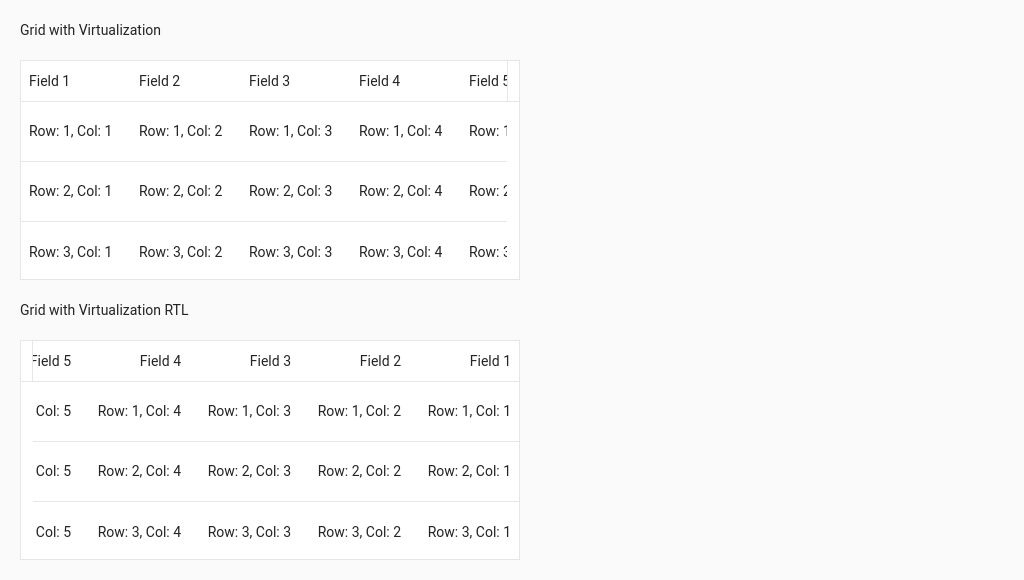 Grid with Virtualization
Field 1 Field 2 Field 3 Field 4 Field 5
Row: 1, Col: 1 Row: 1, Col: 2 Row: 1, Col: 3 Row: 1, Col: 4 Row: 1
Row: 2, Col: 1 Row: 2, Col: 2 Row: 2, Col: 3 Row: 2, Col: 4 Row: 2
Row: 3, Col: 1 Row: 3, Col: 2 Row: 3, Col: 3 Row: 3, Col: 4 Row: 3
Grid with Virtualization RTL
Field 5 Field 4 Field 3 Field 2 Field 1
Col: 5 Row: 1, Col: 4 Row: 1, Col: 3 Row: 1, Col: 2 Row: 1, Col: 1
Col: 5 Row: 2, Col: 4 Row: 2, Col: 3 Row: 2, Col: 2 Row: 2, Col: 1
Col: 5 Row: 3, Col: 4 Row: 3, Col: 3 Row: 3, Col: 2 Row: 3, Col: 1